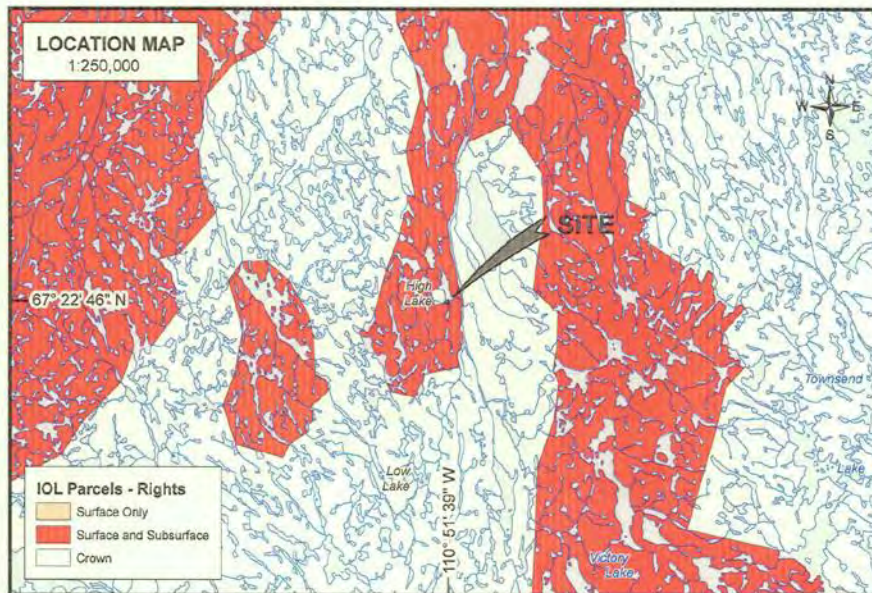 LOCATION MAP
1:250,000
N
W E
S
SITE
High
Lake
67° 22' 46" N
Townsend
Lake
Low
Lake
110° 51' 39" W
Victory
Lake
IOL Parcels - Rights
Surface Only
Surface and Subsurface
Crown